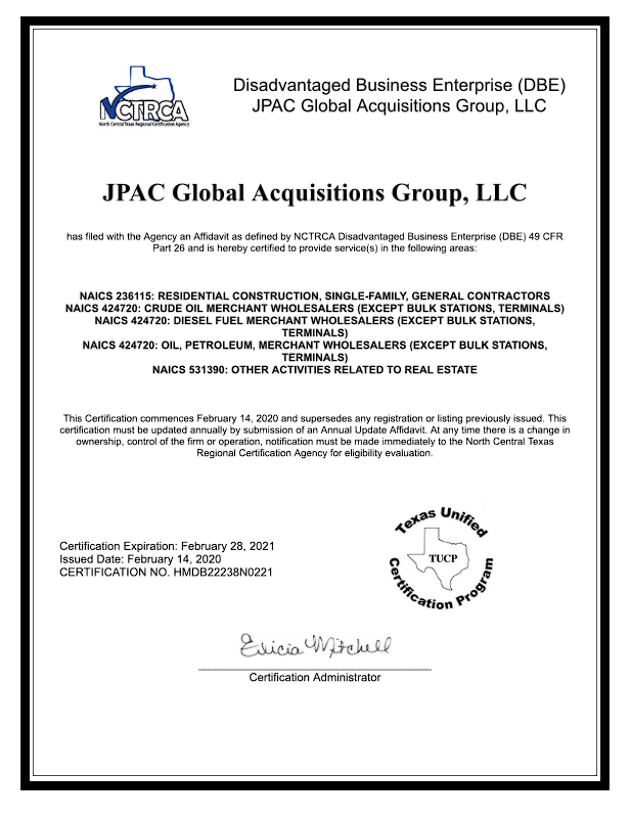 NCTRCA
North Central Texas Regional Certification Agency
Disadvantaged Business Enterprise (DBE)
JPAC Global Acquisitions Group, LLC
JPAC Global Acquisitions Group, LLC
has filed with the Agency an Affidavit as defined by NCTRCA Disadvantaged Business Enterprise (DBE) 49 CFR
Part 26 and is hereby certified to provide service(s) in the following areas:
NAICS 236115: RESIDENTIAL CONSTRUCTION, SINGLE-FAMILY, GENERAL CONTRACTORS
NAICS 424720: CRUDE OIL MERCHANT WHOLESALERS (EXCEPT BULK STATIONS, TERMINALS)
NAICS 424720: DIESEL FUEL MERCHANT WHOLESALERS (EXCEPT BULK STATIONS,
TERMINALS)
NAICS 424720: OIL, PETROLEUM, MERCHANT WHOLESALERS (EXCEPT BULK STATIONS,
TERMINALS)
NAICS 531390: OTHER ACTIVITIES RELATED TO REAL ESTATE
This Certification commences February 14, 2020 and supersedes any registration or listing previously issued. This
certification must be updated annually by submission of an Annual Update Affidavit. At any time there is a change in
ownership, control of the firm or operation, notification must be made immediately to the North Central Texas
Regional Certification Agency for eligibility evaluation.
Certification Expiration: February 28, 2021
Issued Date: February 14, 2020
CERTIFICATION NO. HMDB22238N0221
Texas Unified
TUCP
Certification Program
Elicia Mitchell
Certification Administrator